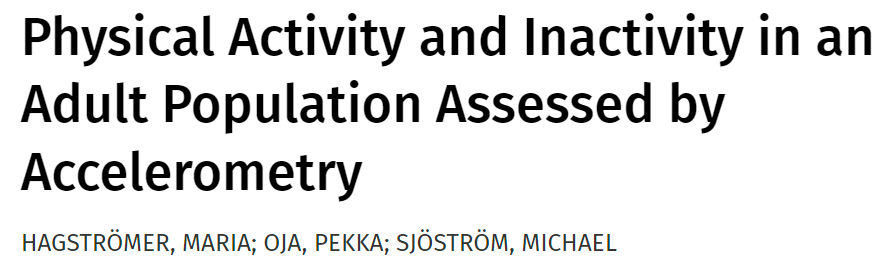 Physical Activity and Inactivity in an
Adult Population Assessed by
Accelerometry
HAGSTRÖMER, MARIA; OJA, PEKKA; SJÖSTRÖM, MICHAEL